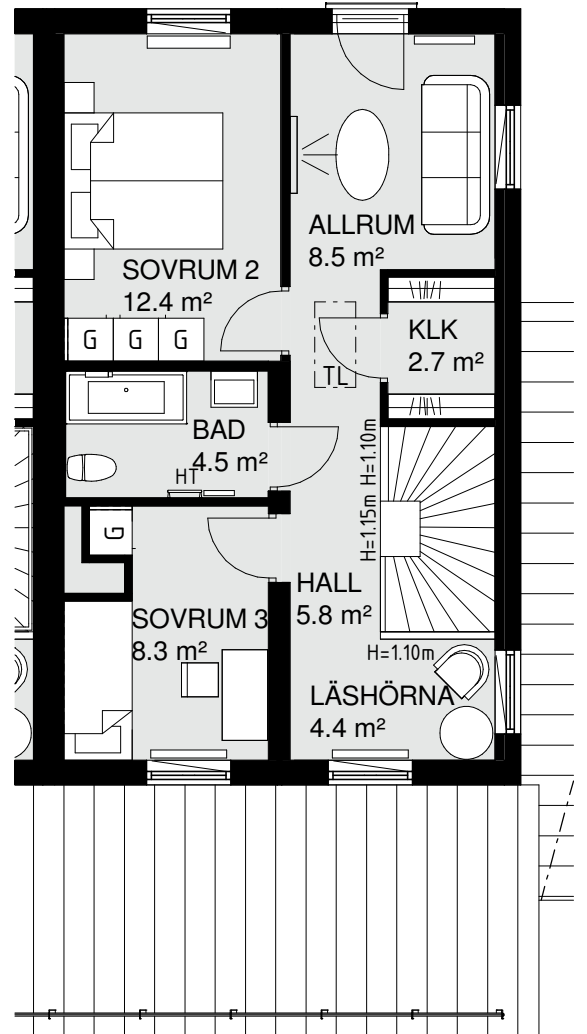 ALLRUM
8.5 m²
SOVRUM 2
12.4 m²
G G G
KLK
2.7 m²
TL
BAD
4.5 m²
HT
H=1.10m
H=1.15m
G
HALL
5.8 m²
SOVRUM 3
8.3 m²
H=1.10m
LÄSHÖRNA
4.4 m²